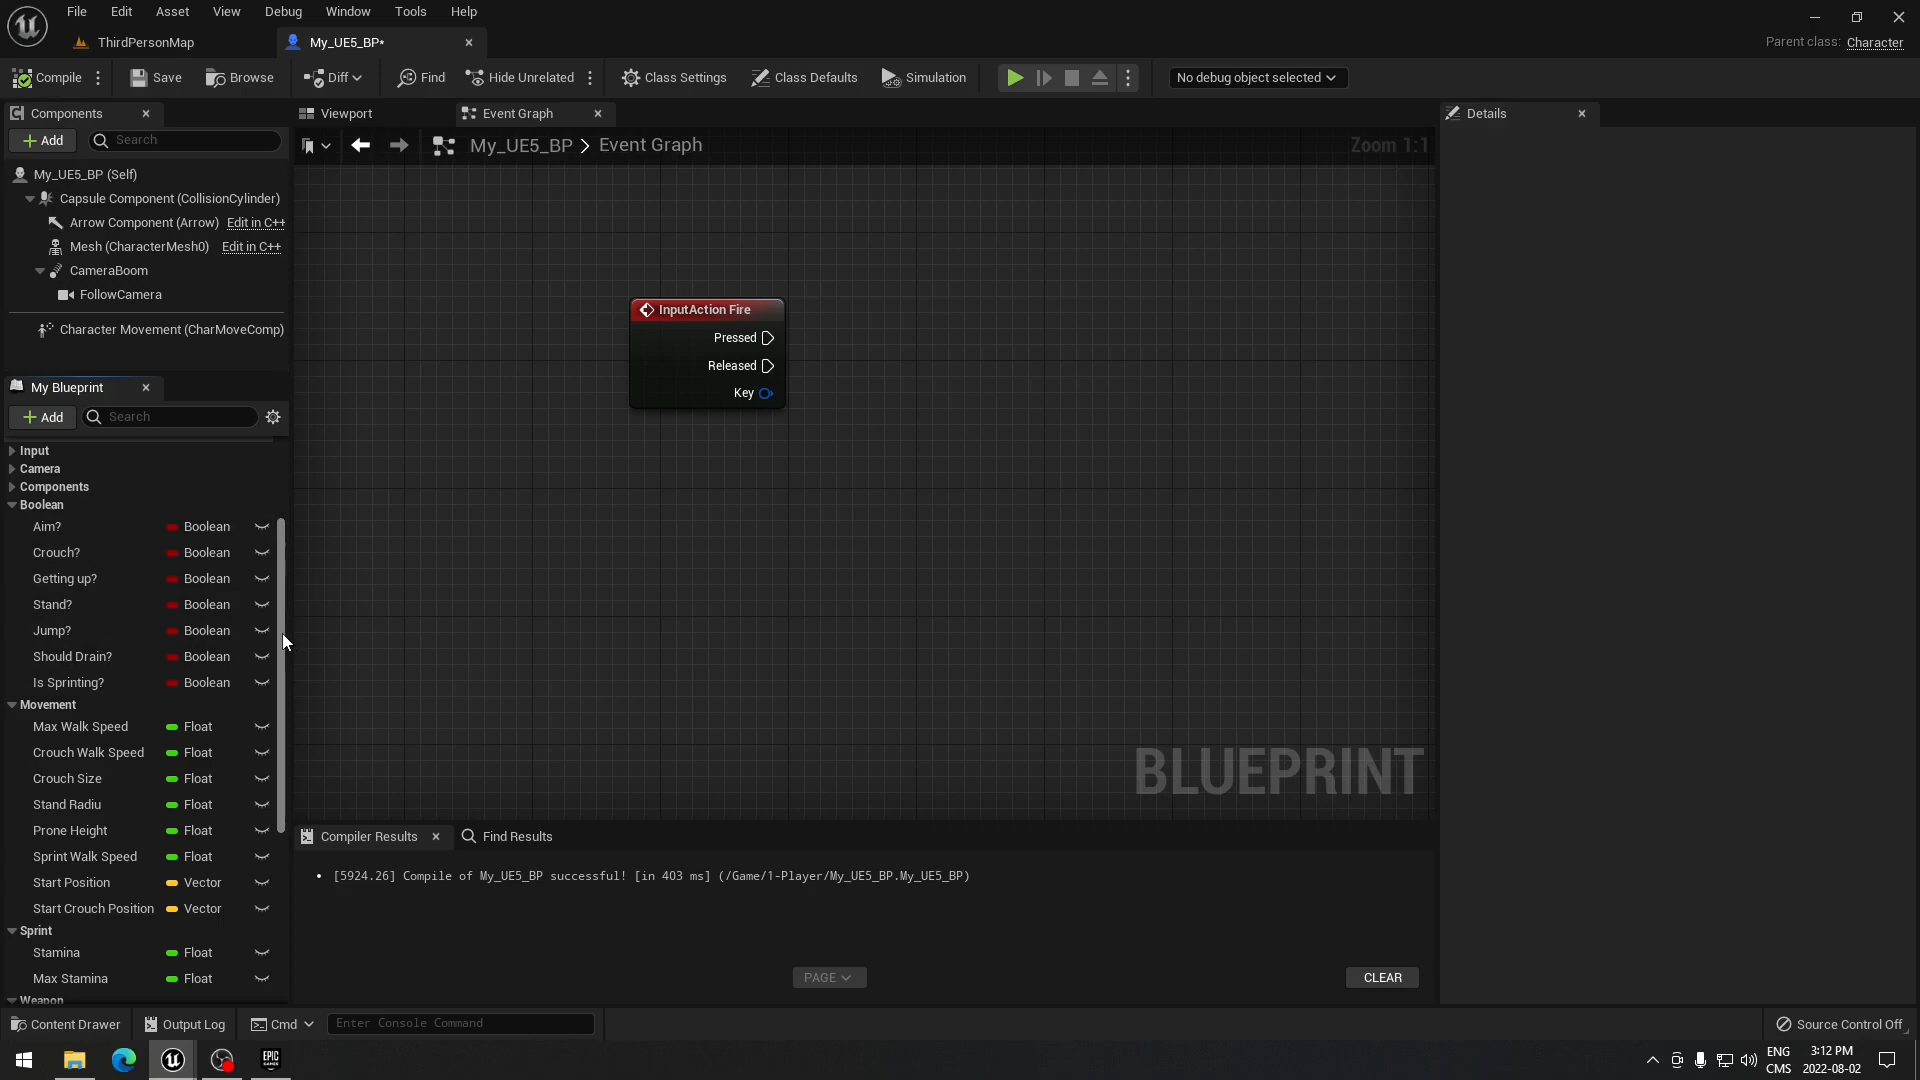 File Edit Asset View Debug Window Tools Help
ThirdPersonMap
My_UE5_BP*
Parent class: Character
Compile Save Browse Diff Find Hide Unrelated Class Settings Class Defaults Simulation No debug object selected
Components
Add Search
My_UE5_BP (Self)
Capsule Component (CollisionCylinder)
Arrow Component (Arrow) Edit in C++
Mesh (CharacterMesh0) Edit in C++
CameraBoom
FollowCamera
Character Movement (CharMoveComp)
My Blueprint
Add Search
Input
Camera
Components
Boolean
Aim? Boolean
Crouch? Boolean
Getting up? Boolean
Stand? Boolean
Jump? Boolean
Should Drain? Boolean
Is Sprinting? Boolean
Movement
Max Walk Speed Float
Crouch Walk Speed Float
Crouch Size Float
Stand Radiu Float
Prone Height Float
Sprint Walk Speed Float
Start Position Vector
Start Crouch Position Vector
Sprint
Stamina Float
Max Stamina Float
Weapon
Viewport Event Graph
My_UE5_BP > Event Graph Zoom 1:1
InputAction Fire
Pressed
Released
Key
BLUEPRINT
Compiler Results Find Results
[5924.26] Compile of My_UE5_BP successful! [in 403 ms] (/Game/1-Player/My_UE5_BP.My_UE5_BP)
PAGE CLEAR
Details
Content Drawer Output Log Cmd Enter Console Command Source Control Off
EPIC
GAMES
ENG
CMS
3:12 PM
2022-08-02